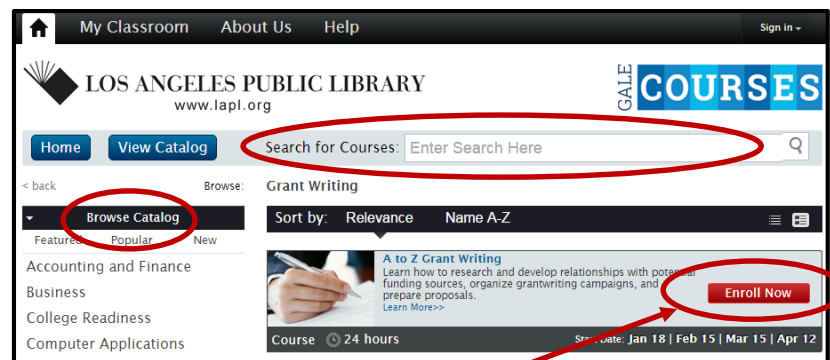 My Classroom About Us Help Sign in
LOS ANGELES PUBLIC LIBRARY
www.lapl.org
GALE COURSES
Home View Catalog Search for Courses: Enter Search Here
< back Browse: Grant Writing
Browse Catalog Sort by: Relevance Name A-Z
Featured Popular New
Accounting and Finance
Business
College Readiness
Computer Applications
A to Z Grant Writing
Learn how to research and develop relationships with potential
funding sources, organize grantwriting campaigns, and
prepare proposals.
Learn More>>
Enroll Now
Course 24 hours Start Date: Jan 18 | Feb 15 | Mar 15 | Apr 12